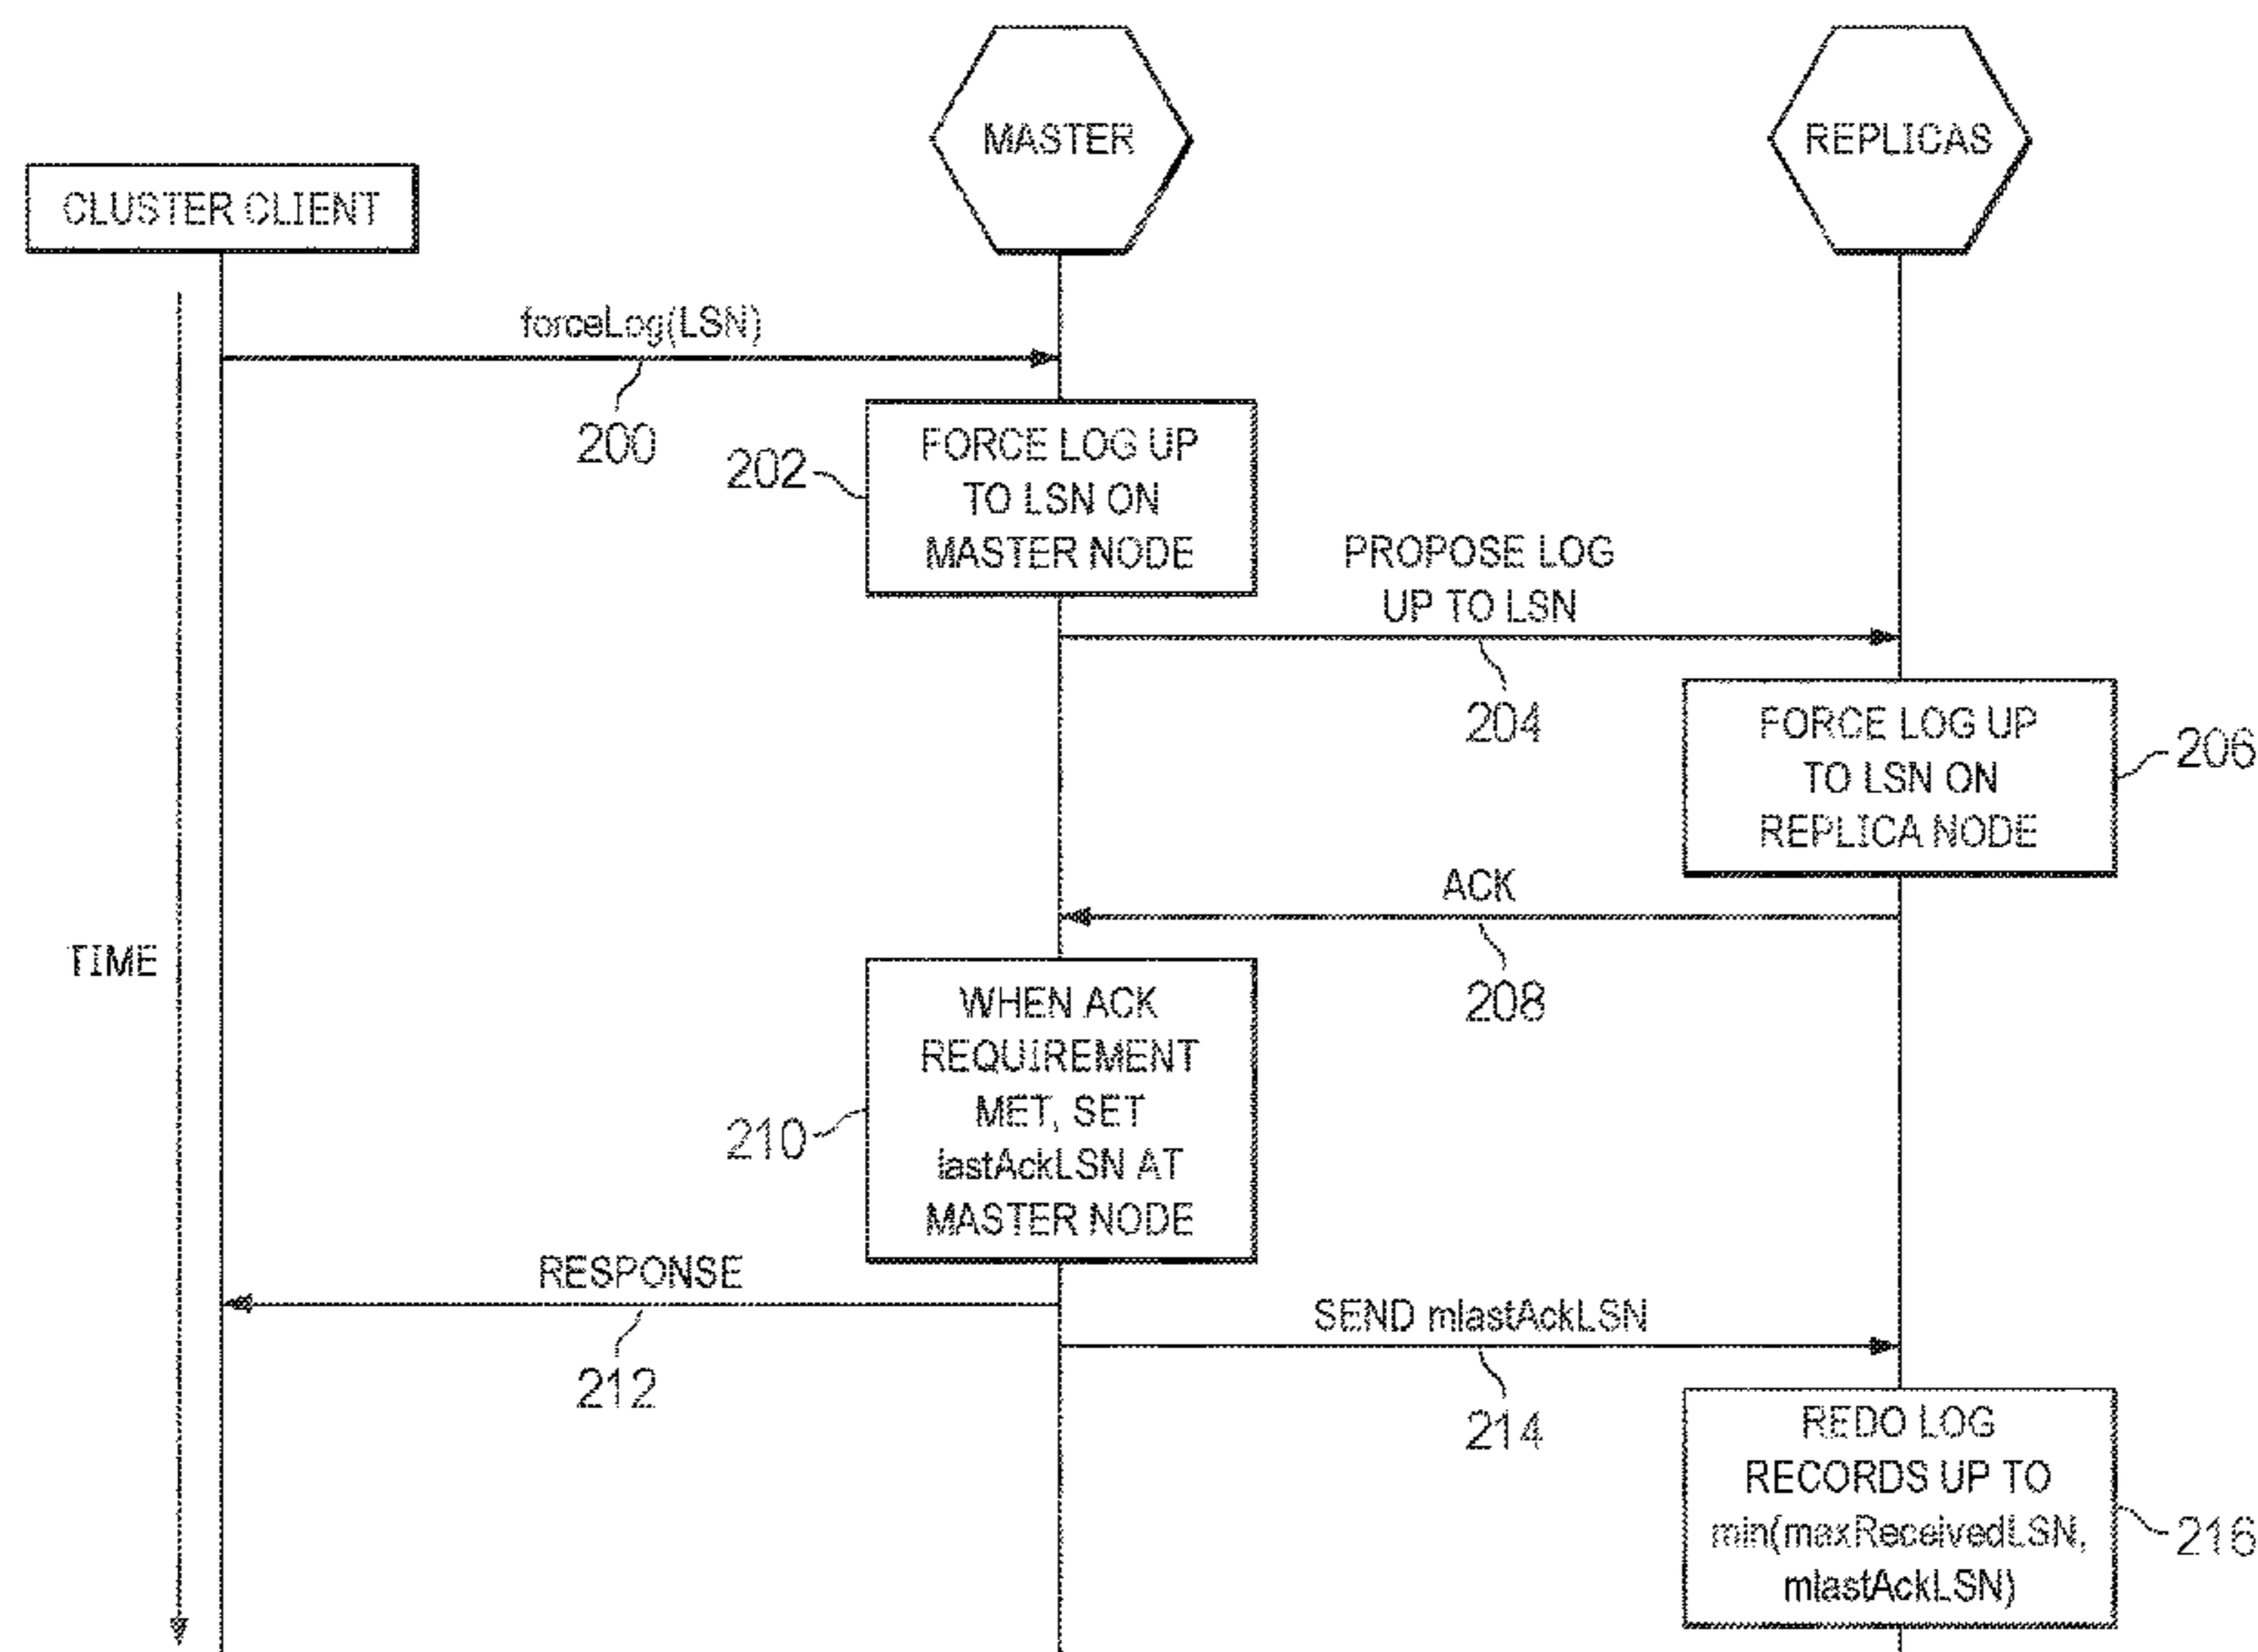 MASTER
REPLICAS
CLUSTER CLIENT
forceLog(LSN)
200
202
FORCE LOG UP
TO LSN ON
MASTER NODE
PROPOSE LOG
UP TO LSN
204
FORCE LOG UP
TO LSN ON
REPLICA NODE
206
ACK
208
TIME
WHEN ACK
REQUIREMENT
MET, SET
lastAckLSN AT
MASTER NODE
210
RESPONSE
212
SEND mlastAckLSN
214
REDO LOG
RECORDS UP TO
min(maxReceivedLSN,
mlastAckLSN)
216